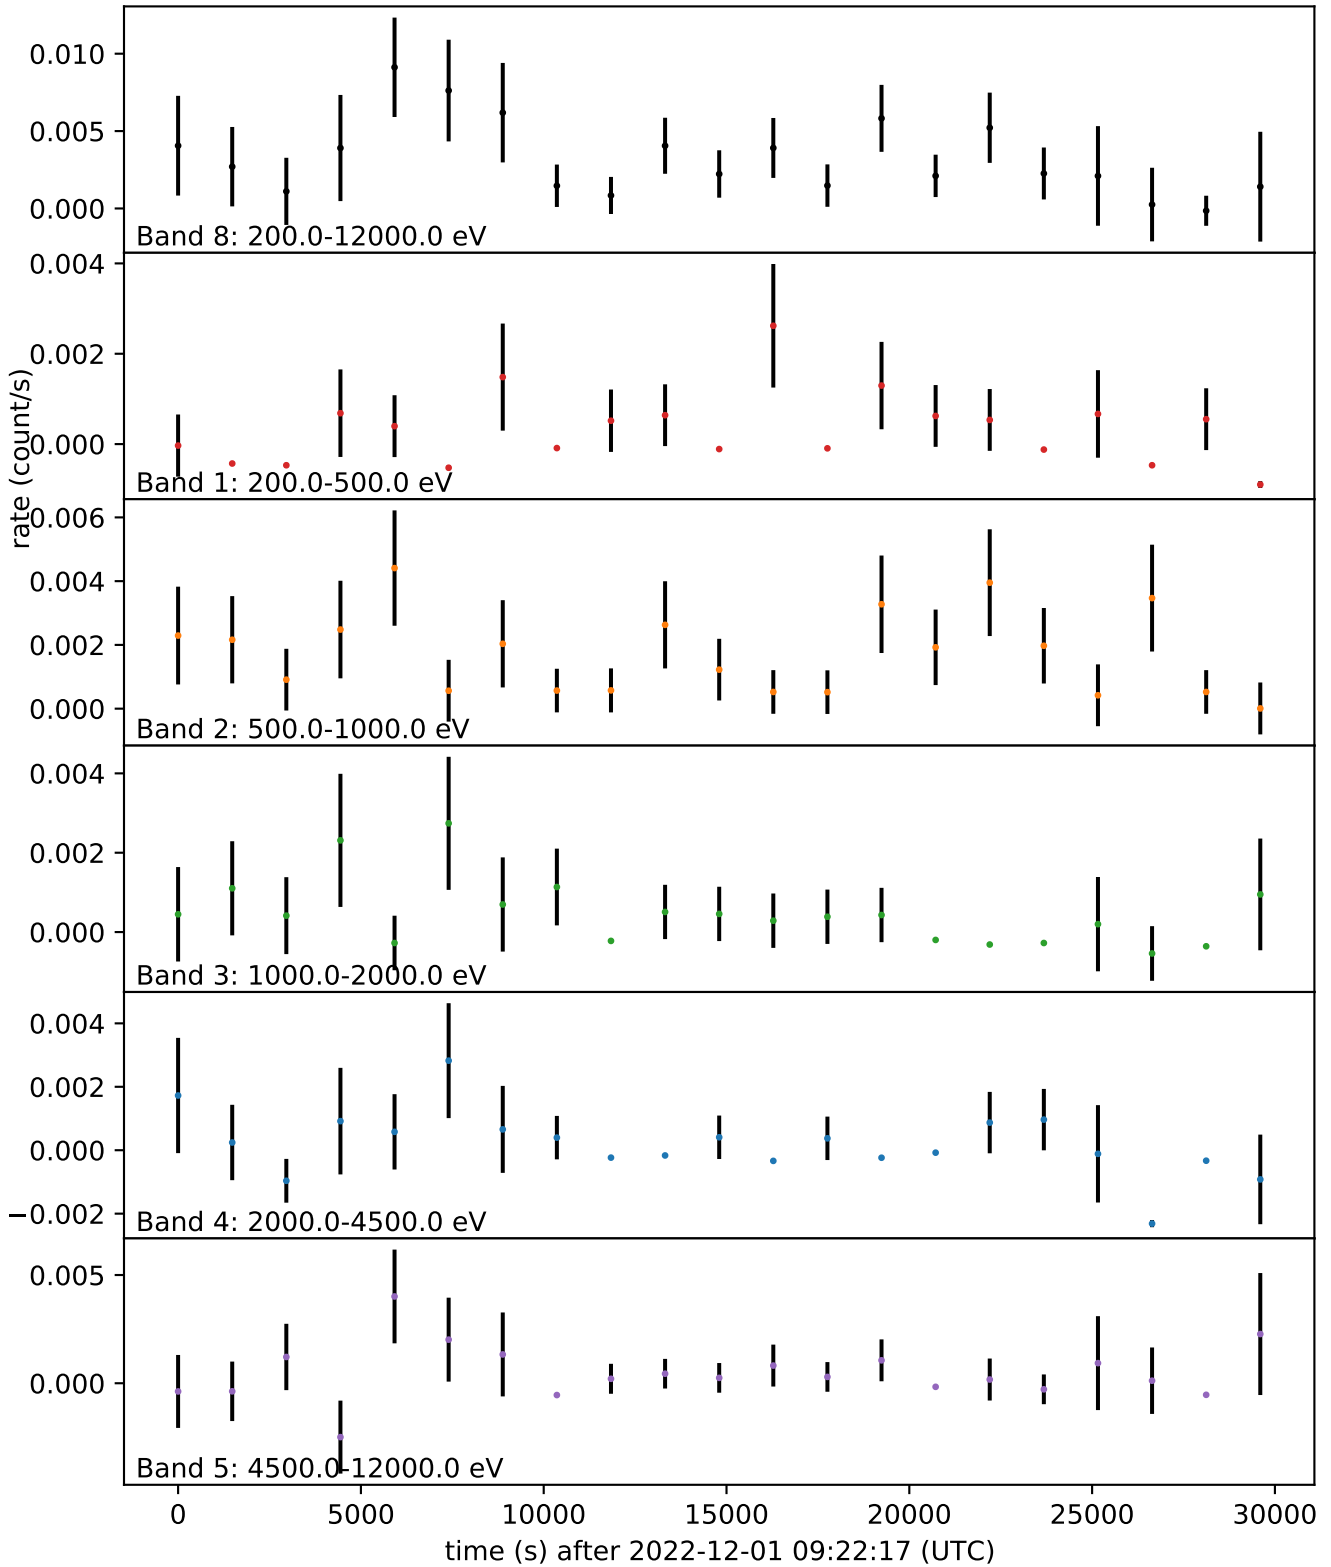 0.010
0.005
0.000
Band 8: 200.0-12000.0 eV
0.004
0.002
0.000
Band 1: 200.0-500.0 eV
rate (count/s)
0.006
0.004
0.002
0.000
Band 2: 500.0-1000.0 eV
0.004
0.002
0.000
Band 3: 1000.0-2000.0 eV
0.004
0.002
0.000
−0.002
Band 4: 2000.0-4500.0 eV
0.005
0.000
Band 5: 4500.0-12000.0 eV
0 5000 10000 15000 20000 25000 30000
time (s) after 2022-12-01 09:22:17 (UTC)